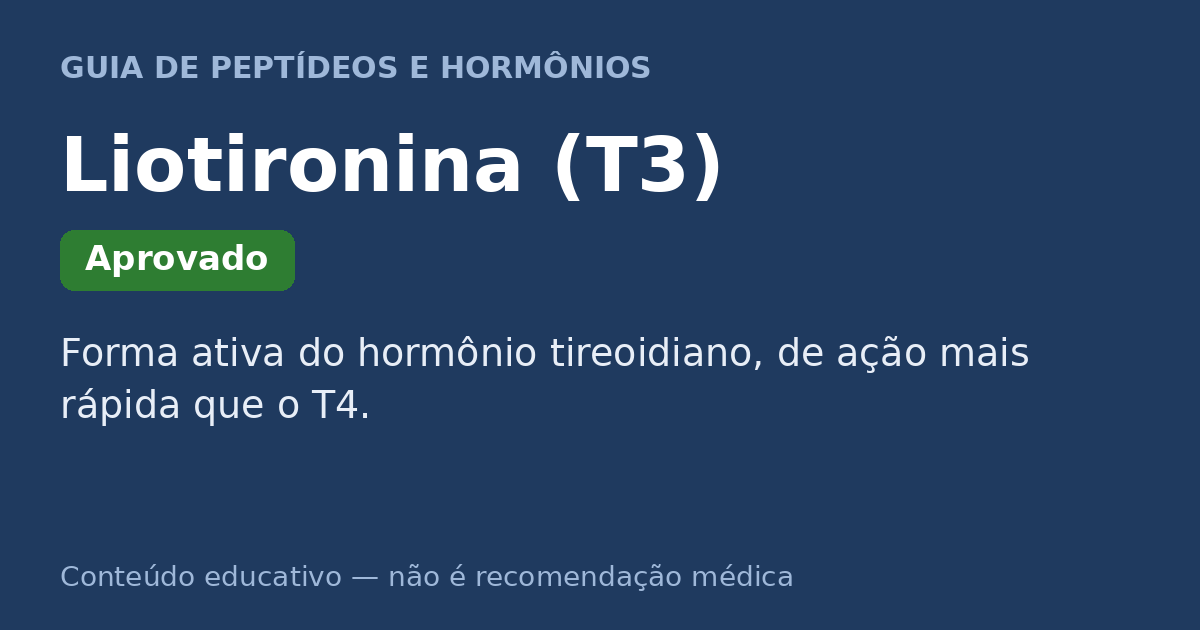 GUIA DE PEPTÍDEOS E HORMÔNIOS
Liotironina (T3)
Aprovado
Forma ativa do hormônio tireoidiano, de ação mais
rápida que o T4.
Conteúdo educativo — não é recomendação médica